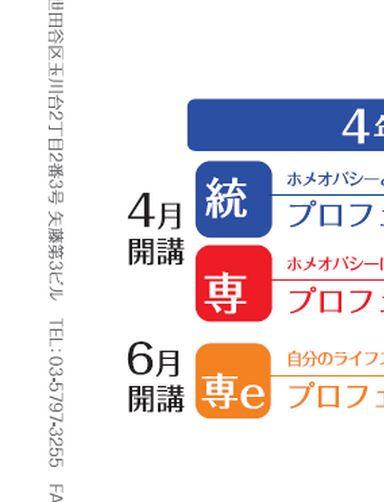 世田谷区玉川台2丁目2番3号 矢藤第3ビル TEL:03-5797-3255 FA
4年
4月
開講
統
ホメオパシー
プロフェ
専
ホメオパシー
プロフェ
6月
開講
専e
自分のライフス
プロフェ